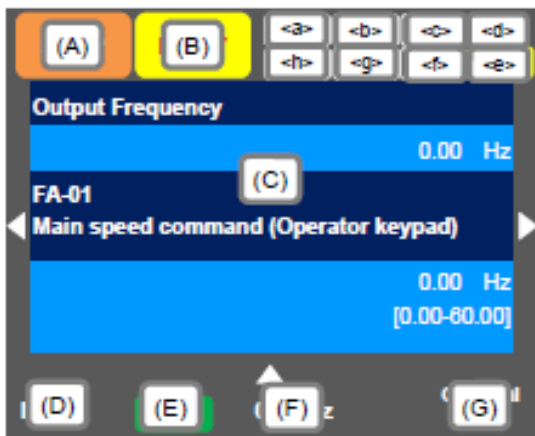 (A) (B) <a> <b> <c> <d>
<h> <g> <f> <e>
Output Frequency
0.00 Hz
(C)
FA-01
Main speed command (Operator keypad)
0.00 Hz
[0.00-60.00]
(D) (E) (F) (G)